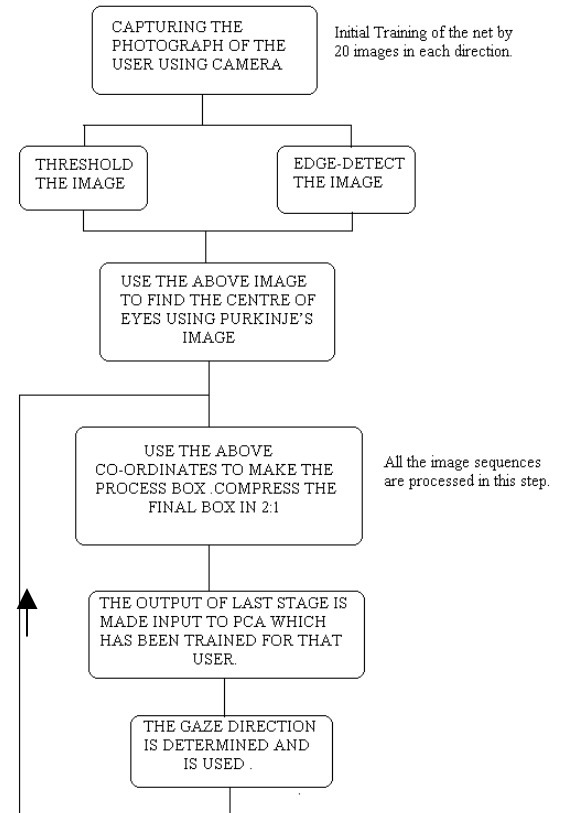 CAPTURING THE
PHOTOGRAPH OF THE
USER USING CAMERA
Initial Training of the net by
20 images in each direction.
THRESHOLD
THE IMAGE
EDGE-DETECT
THE IMAGE
USE THE ABOVE IMAGE
TO FIND THE CENTRE OF
EYES USING PURKINJE'S
IMAGE
USE THE ABOVE
CO-ORDINATES TO MAKE THE
PROCESS BOX .COMPRESS THE
FINAL BOX IN 2:1
All the image sequences
are processed in this step.
THE OUTPUT OF LAST STAGE IS
MADE INPUT TO PCA WHICH
HAS BEEN TRAINED FOR THAT
USER.
THE GAZE DIRECTION
IS DETERMINED AND
IS USED .